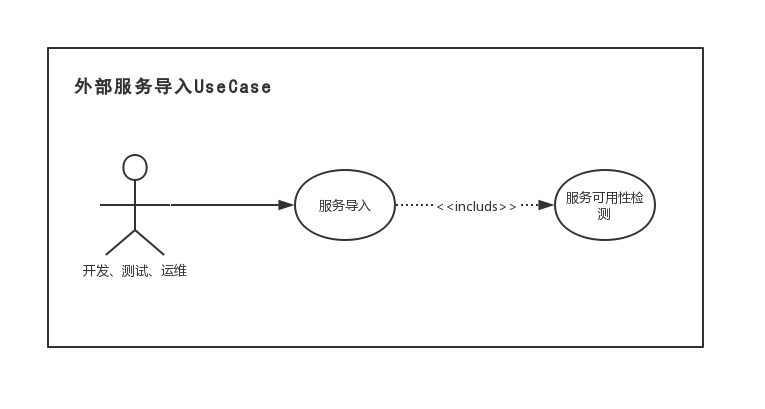 外部服务导入UseCase
服务导入
<<includs>>
服务可用性检
测
开发、测试、运维